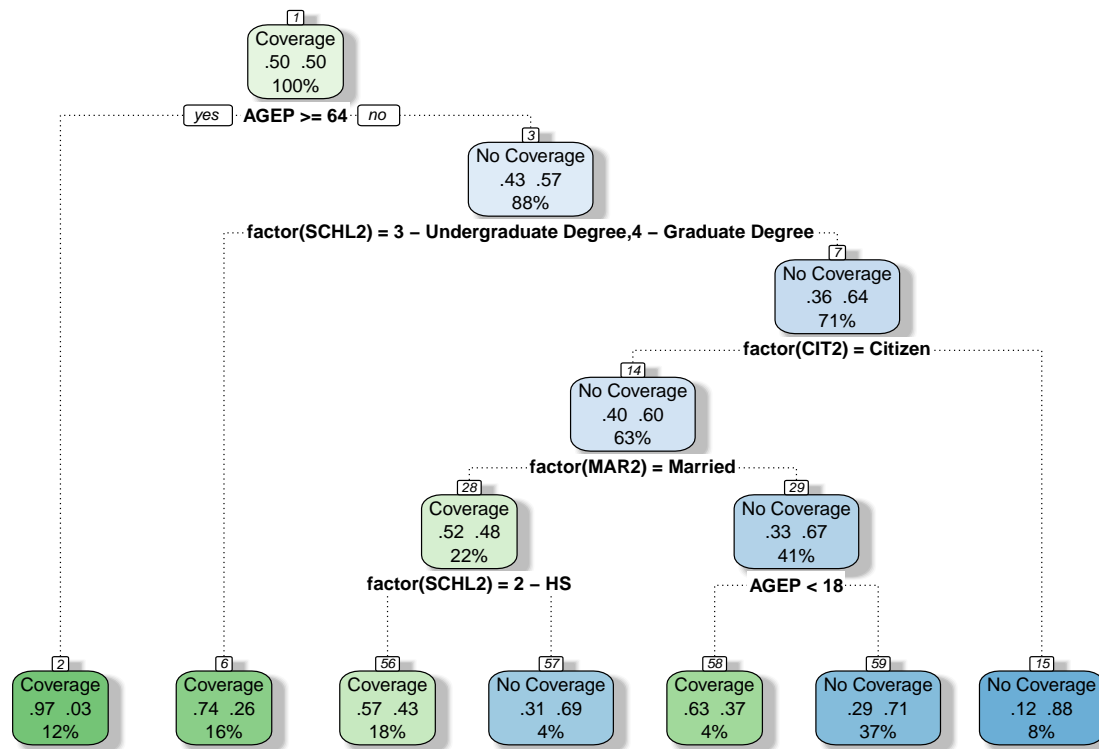 1
Coverage
.50 .50
100%
yes AGEP >= 64 no
3
No Coverage
.43 .57
88%
factor(SCHL2) = 3 − Undergraduate Degree,4 − Graduate Degree
7
No Coverage
.36 .64
71%
factor(CIT2) = Citizen
14
No Coverage
.40 .60
63%
factor(MAR2) = Married
28
Coverage
.52 .48
22%
factor(SCHL2) = 2 − HS
29
No Coverage
.33 .67
41%
AGEP < 18
2
Coverage
.97 .03
12%
6
Coverage
.74 .26
16%
56
Coverage
.57 .43
18%
57
No Coverage
.31 .69
4%
58
Coverage
.63 .37
4%
59
No Coverage
.29 .71
37%
15
No Coverage
.12 .88
8%